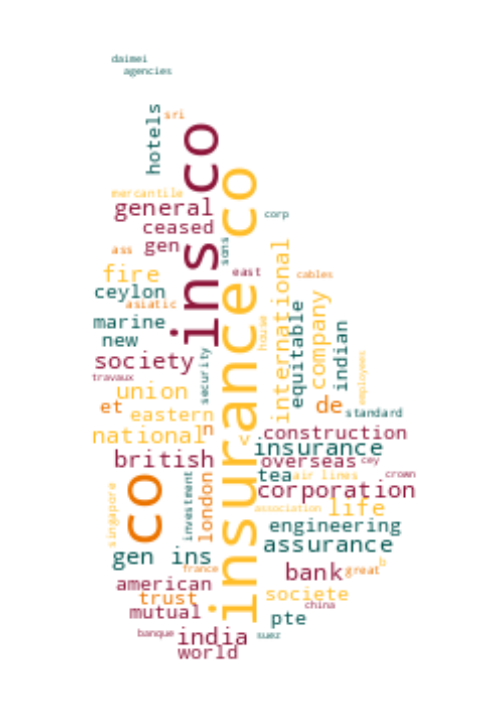 daimei
agencies
hotels
sri
ins co
insurance co
mercantile
general
corp
ceased
gen
ass
sons
east
fire
cables
international
ceylon
asiatic
company
equitable
marine
house
indian
new
society
security
employees
travaux
union
et
de
eastern
standard
national
n
v
construction
insurance
british
overseas
cey
tea
air lines
crown
co
investment
london
singapore
corporation
association
life
engineering
gen ins
assurance
france
bank
great
b
american
trust
societe
mutual
china
pte
banque
india
suez
world